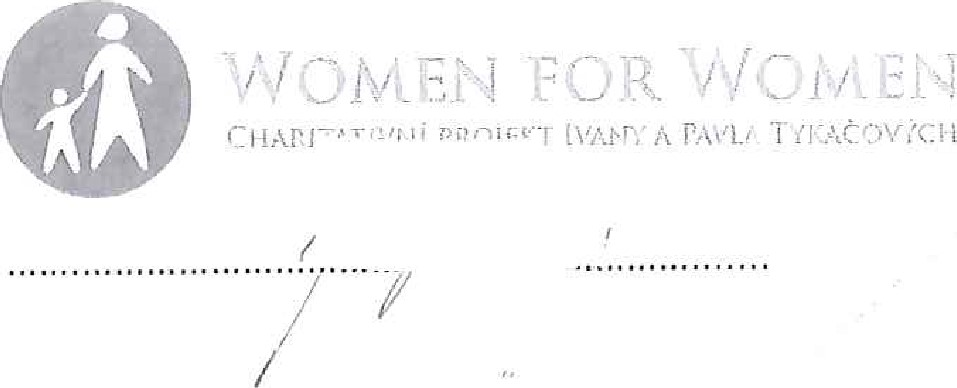 WOMEN FOR WOMEN
CHARITATIVNÍ PROJEKT IVANY A PAVLA TYKAČOVÝCH